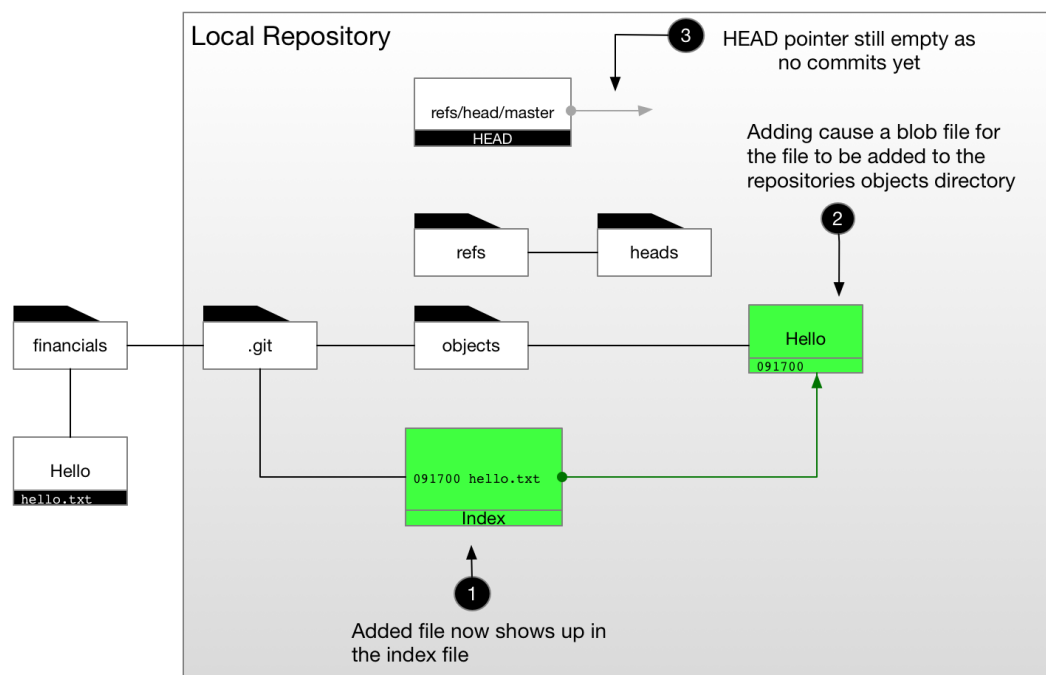 Local Repository
3
HEAD pointer still empty as
no commits yet
refs/head/master
HEAD
Adding cause a blob file for
the file to be added to the
repositories objects directory
2
refs
heads
financials
.git
objects
Hello
091700
Hello
hello.txt
091700 hello.txt
Index
1
Added file now shows up in
the index file